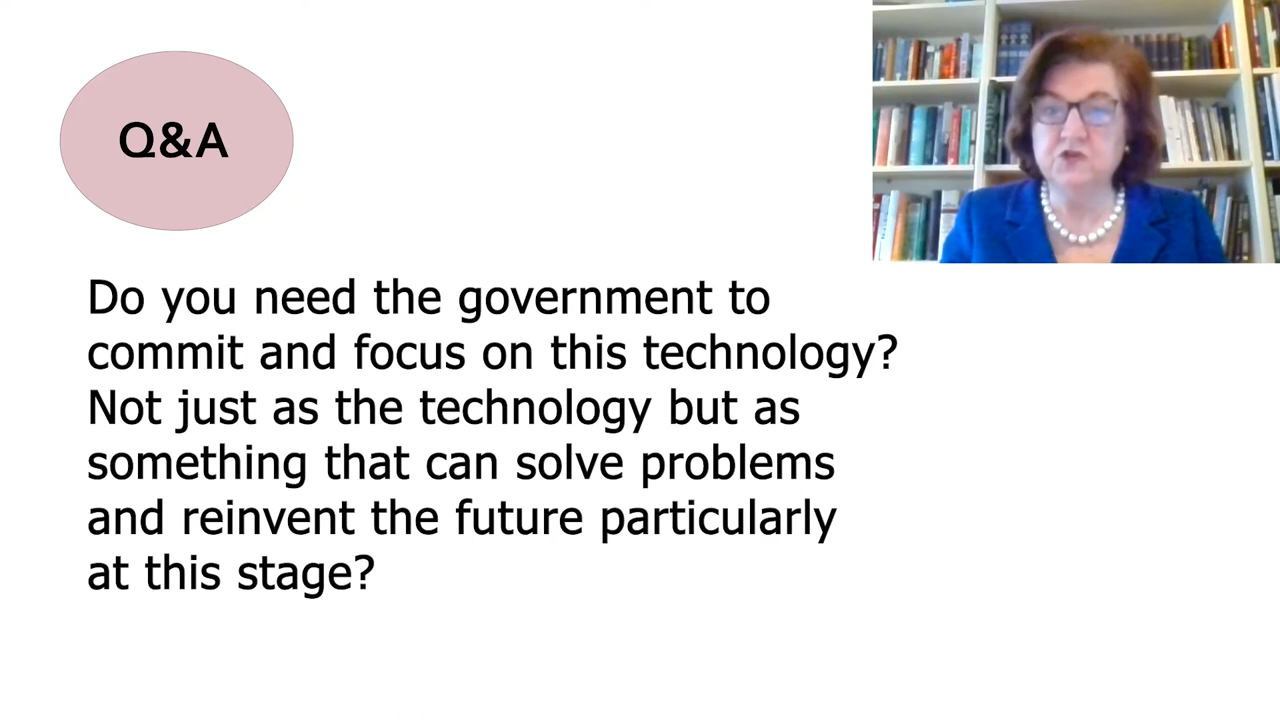 Q&A
Do you need the government to
commit and focus on this technology?
Not just as the technology but as
something that can solve problems
and reinvent the future particularly
at this stage?